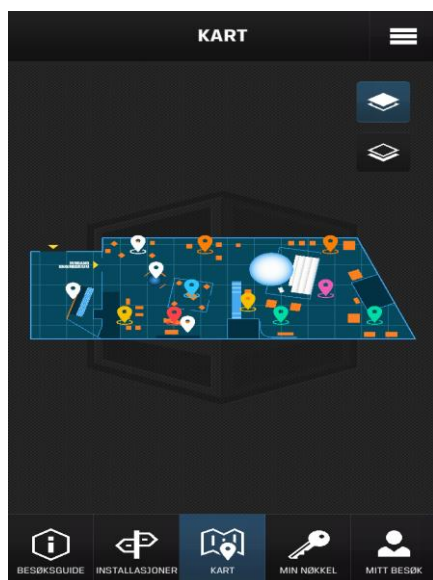 KART
BESØKSGUIDE
INSTALLASJONER
KART
MIN NØKKEL
MITT BESØK